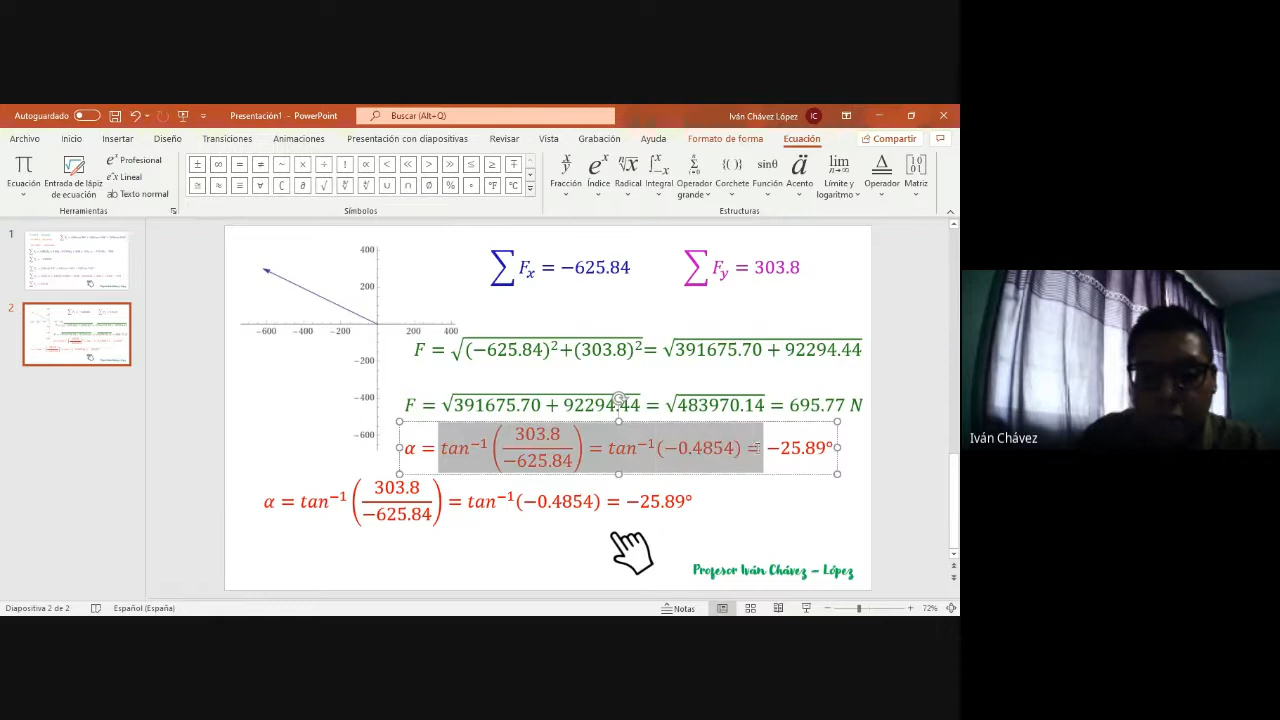 Autoguardado
Presentación1 - PowerPoint
Buscar (Alt+Q)
Iván Chávez López
IC
Archivo Inicio Insertar Diseño Transiciones Animaciones Presentación con diapositivas Revisar Vista Grabación Ayuda Formato de forma Ecuación
Compartir
π Ecuación
Entrada de lápiz de ecuación
Profesional
Lineal
ab Texto normal
Herramientas
± ∞ = ≠ ~ × ÷ ! ∝ < ≪ > ≫ ≤ ≥ ∓
≅ ≈ ≡ ∀ ∁ ∂ √ ∛ ∜ ∪ ∩ ∅ % ° °F °C
Símbolos
Fracción Índice Radical Integral Operador grande Corchete Función Acento Límite y logaritmo Operador Matriz
Estructuras
1
2
400
200
−600 −400 −200 200 400
−200
−400
−600
∑ Fx = −625.84
∑ Fy = 303.8
F = √(−625.84)²+(303.8)² = √391675.70 + 92294.44
F = √391675.70 + 92294.44 = √483970.14 = 695.77 N
α = tan⁻¹(303.8/−625.84) = tan⁻¹(−0.4854) = −25.89°
α = tan⁻¹(303.8/−625.84) = tan⁻¹(−0.4854) = −25.89°
Profesor Iván Chávez – López
Diapositiva 2 de 2
Español (España)
Notas
72%
Iván Chávez